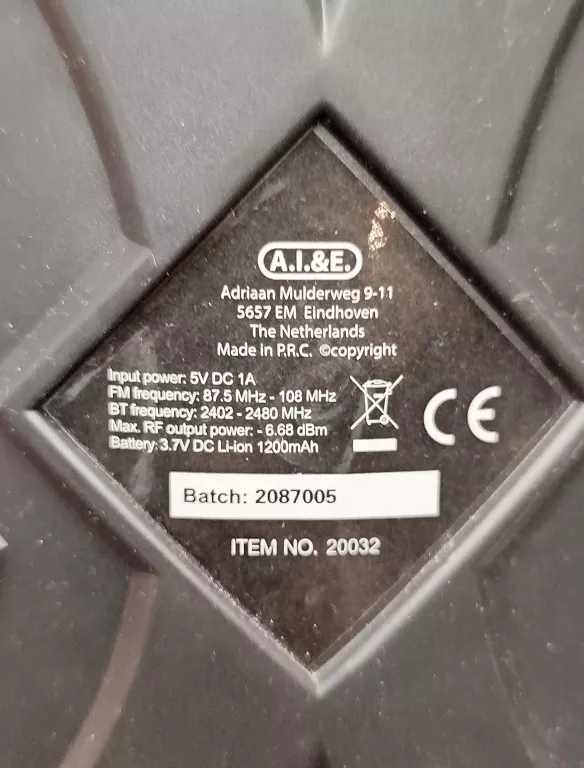 A.I.&E.
Adriaan Mulderweg 9-11
5657 EM Eindhoven
The Netherlands
Made in P.R.C. ©copyright
Input power: 5V DC 1A
FM frequency: 87.5 MHz - 108 MHz
BT frequency: 2402 - 2480 MHz
Max. RF output power: - 6.68 dBm
Battery: 3.7V DC Li-ion 1200mAh
CE
Batch: 2087005
ITEM NO. 20032